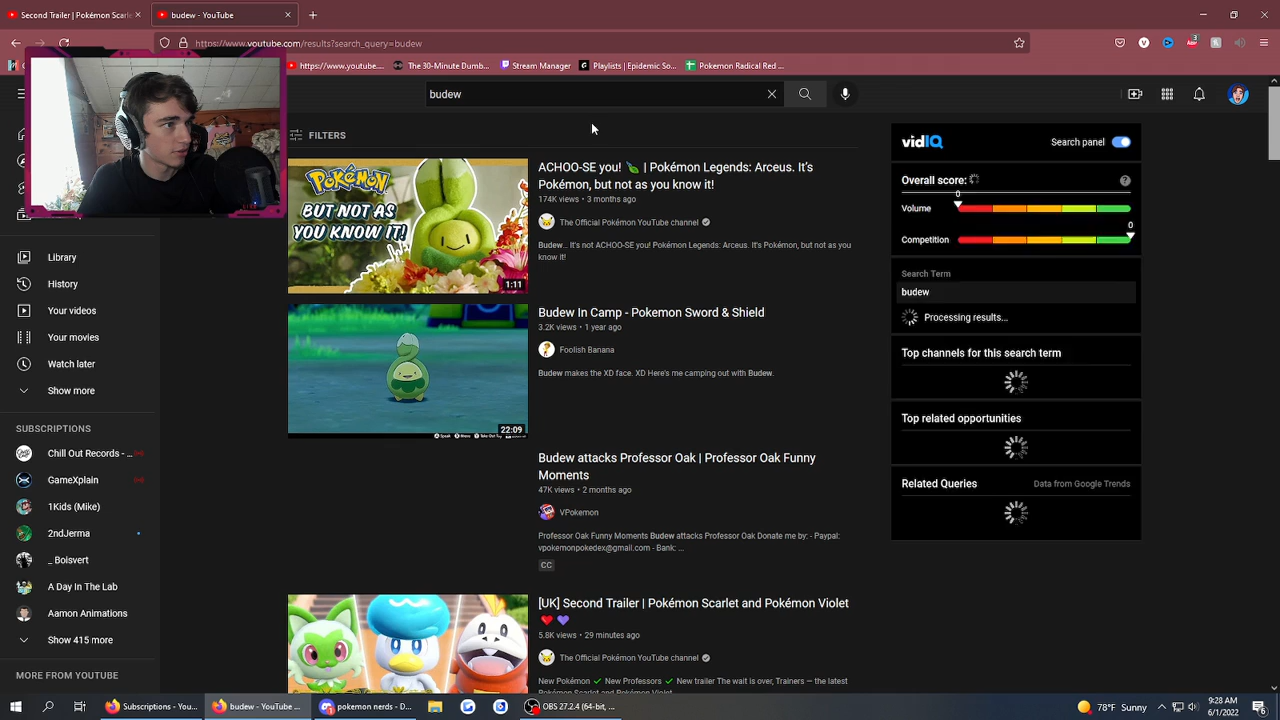 Second Trailer | Pokémon Scarle
budew - YouTube
https://www.youtube.com/results?search_query=budew
https://www.youtube....
The 30-Minute Dumb...
Stream Manager
Playlists | Epidemic So...
Pokemon Radical Red ...
budew
FILTERS
POKéMON
BUT NOT AS
YOU KNOW IT!
1:11
ACHOO-SE you! | Pokémon Legends: Arceus. It's
Pokémon, but not as you know it!
174K views • 3 months ago
The Official Pokémon YouTube channel
Budew... It's not ACHOO-SE you! Pokémon Legends: Arceus. It's Pokémon, but not as you
know it!
22:09
Budew In Camp - Pokemon Sword & Shield
3.2K views • 1 year ago
Foolish Banana
Budew makes the XD face. XD Here's me camping out with Budew.
Budew attacks Professor Oak | Professor Oak Funny
Moments
47K views • 2 months ago
VPokemon
Professor Oak Funny Moments Budew attacks Professor Oak Donate me by: - Paypal:
vpokemonpokedex@gmail.com - Bank: ...
CC
[UK] Second Trailer | Pokémon Scarlet and Pokémon Violet
5.8K views • 29 minutes ago
The Official Pokémon YouTube channel
New Pokémon ✓ New Professors ✓ New trailer The wait is over, Trainers — the latest
Pokémon Scarlet and Pokémon Violet
Library
History
Your videos
Your movies
Watch later
Show more
SUBSCRIPTIONS
Chill Out Records - ...
GameXplain
1Kids (Mike)
2ndJerma
_ Boisvert
A Day In The Lab
Aamon Animations
Show 415 more
MORE FROM YOUTUBE
vidIQ
Search panel
Overall score:
0
Volume
0
Competition
Search Term
budew
Processing results...
Top channels for this search term
Top related opportunities
Related Queries
Data from Google Trends
Subscriptions - You...
budew - YouTube ...
pokemon nerds - D...
OBS 27.2.4 (64-bit, ...
78°F Sunny
9:28 AM
6/1/2022